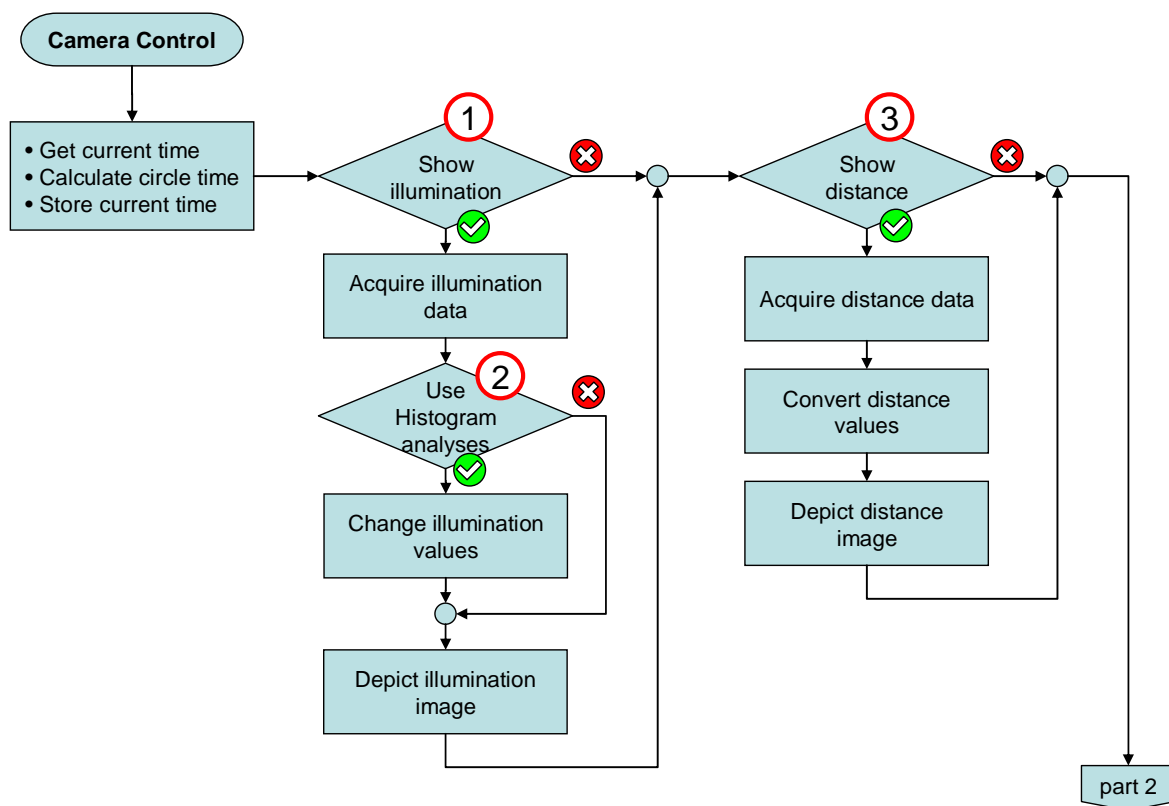 Camera Control
• Get current time
• Calculate circle time
• Store current time
1
Show
illumination
Acquire illumination
data
2
Use
Histogram
analyses
Change illumination
values
Depict illumination
image
3
Show
distance
Acquire distance data
Convert distance
values
Depict distance
image
part 2